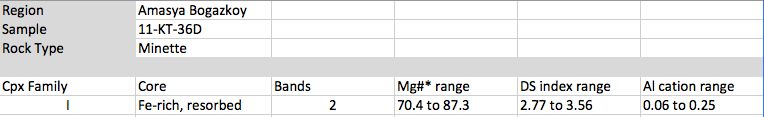 Region Amasya Bogazkoy
Sample 11-KT-36D
Rock Type Minette
Cpx Family Core Bands Mg#* range DS index range Al cation range
I Fe-rich, resorbed 2 70.4 to 87.3 2.77 to 3.56 0.06 to 0.25